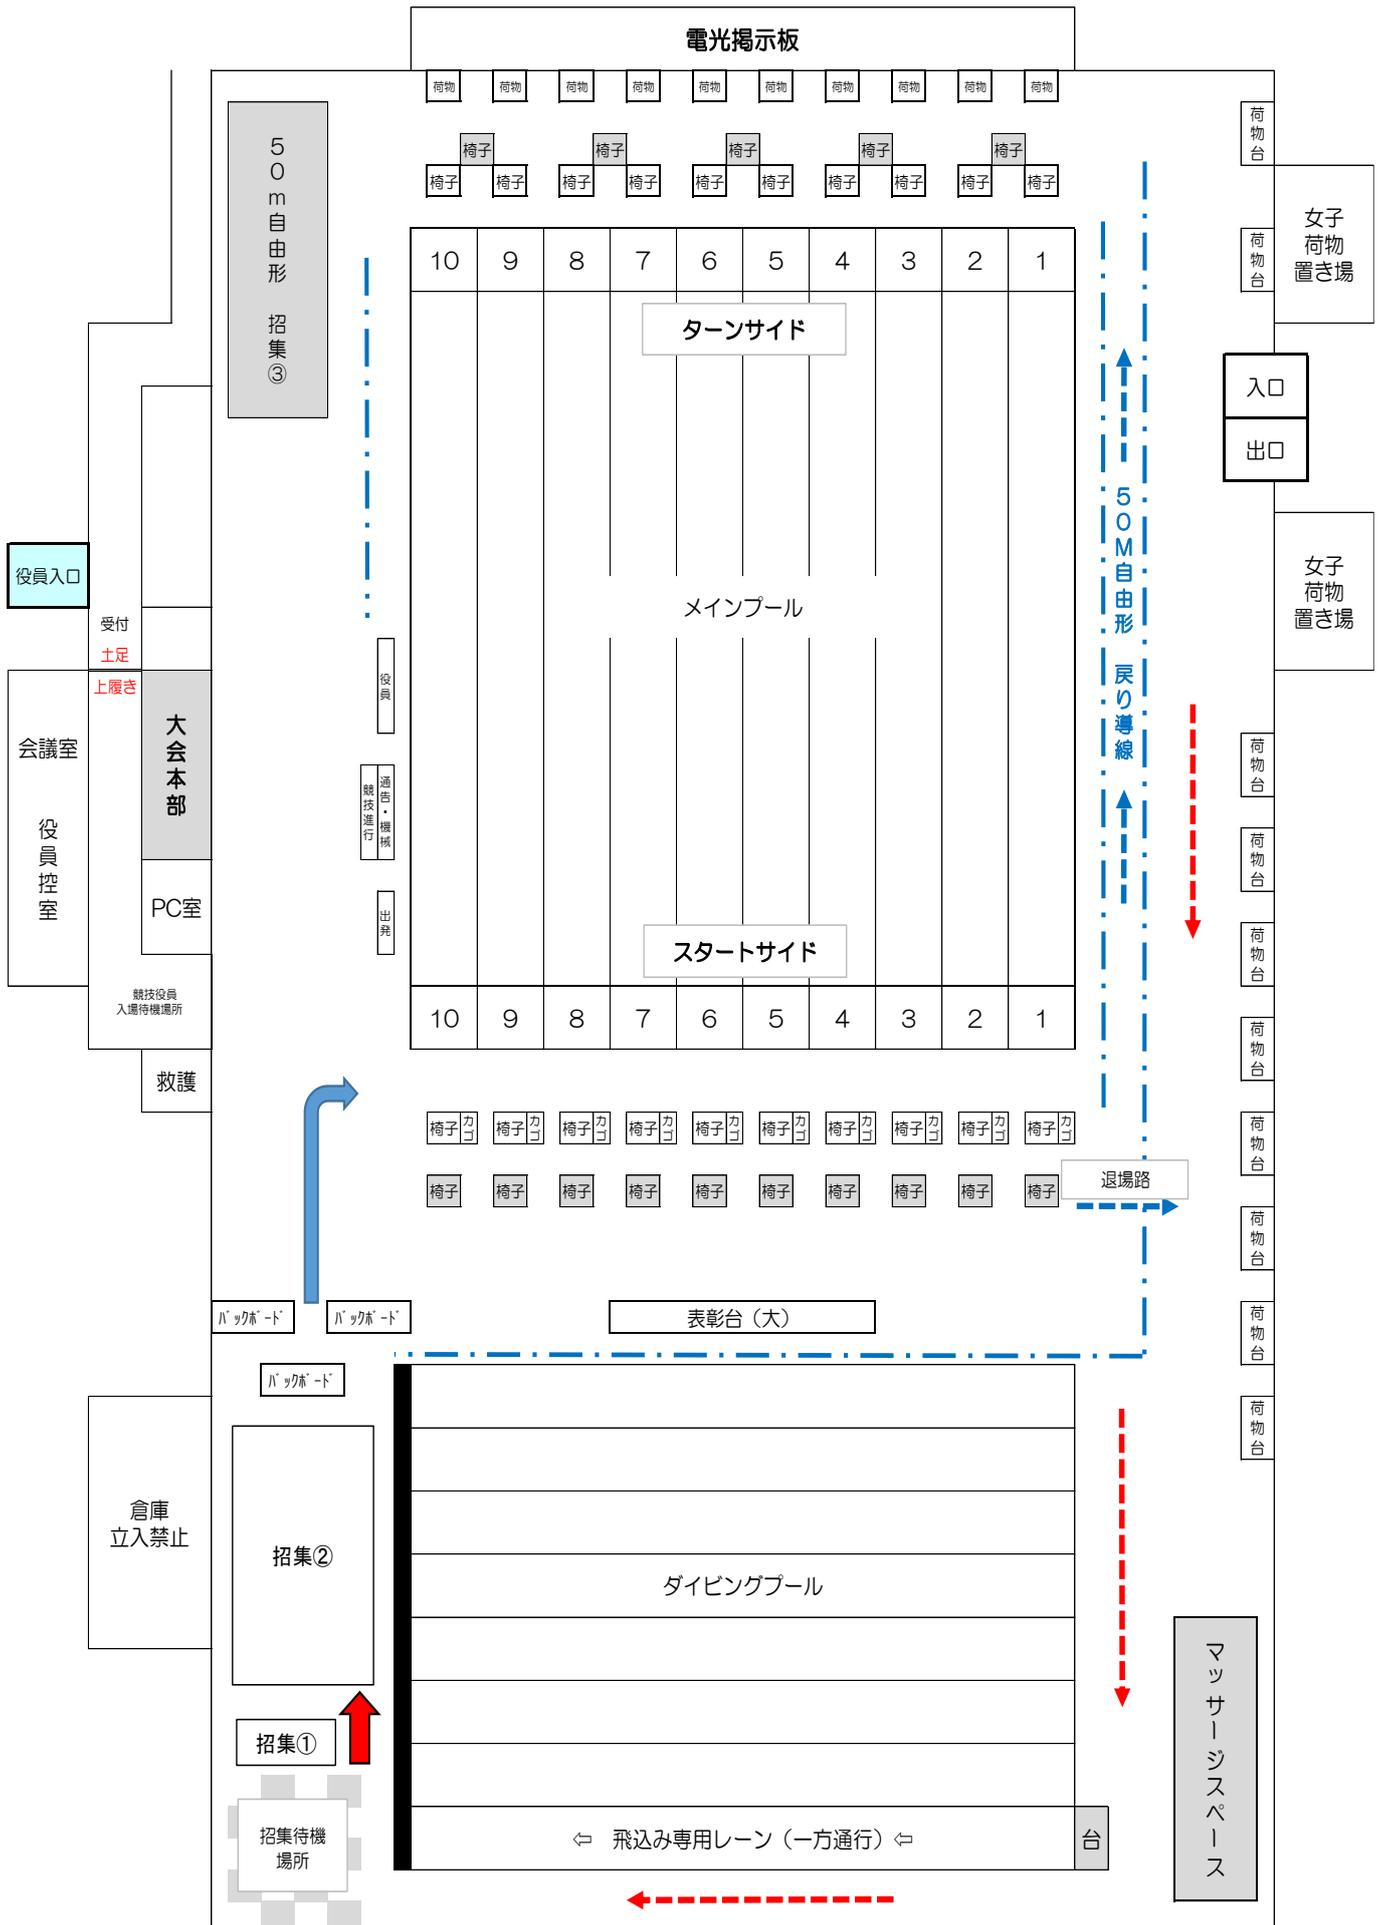 電光掲示板
荷物 荷物 荷物 荷物 荷物 荷物 荷物 荷物 荷物 荷物
荷物台
椅子 椅子 椅子 椅子 椅子
椅子 椅子 椅子 椅子 椅子 椅子 椅子 椅子 椅子 椅子
50m自由形 招集③
女子
荷物
置き場
10 9 8 7 6 5 4 3 2 1
荷物台
ターンサイド
入口
出口
50M自由形 戻り導線
女子
荷物
置き場
役員入口
メインプール
受付
土足
上履き
役員
会議室
役員控室
大会本部
競技進行
通告・機械
荷物台
荷物台
PC室
出発
スタートサイド
荷物台
競技役員
入場待機場所
10 9 8 7 6 5 4 3 2 1
荷物台
救護
椅子 カゴ 椅子 カゴ 椅子 カゴ 椅子 カゴ 椅子 カゴ 椅子 カゴ 椅子 カゴ 椅子 カゴ 椅子 カゴ 椅子 カゴ
荷物台
椅子 椅子 椅子 椅子 椅子 椅子 椅子 椅子 椅子 椅子
退場路
荷物台
ﾊﾞｯｸﾎﾞｰﾄﾞ ﾊﾞｯｸﾎﾞｰﾄﾞ
表彰台（大）
荷物台
ﾊﾞｯｸﾎﾞｰﾄﾞ
荷物台
倉庫
立入禁止
招集②
ダイビングプール
マッサージスペース
招集①
招集待機
場所
⇦ 飛込み専用レーン（一方通行）⇦
台